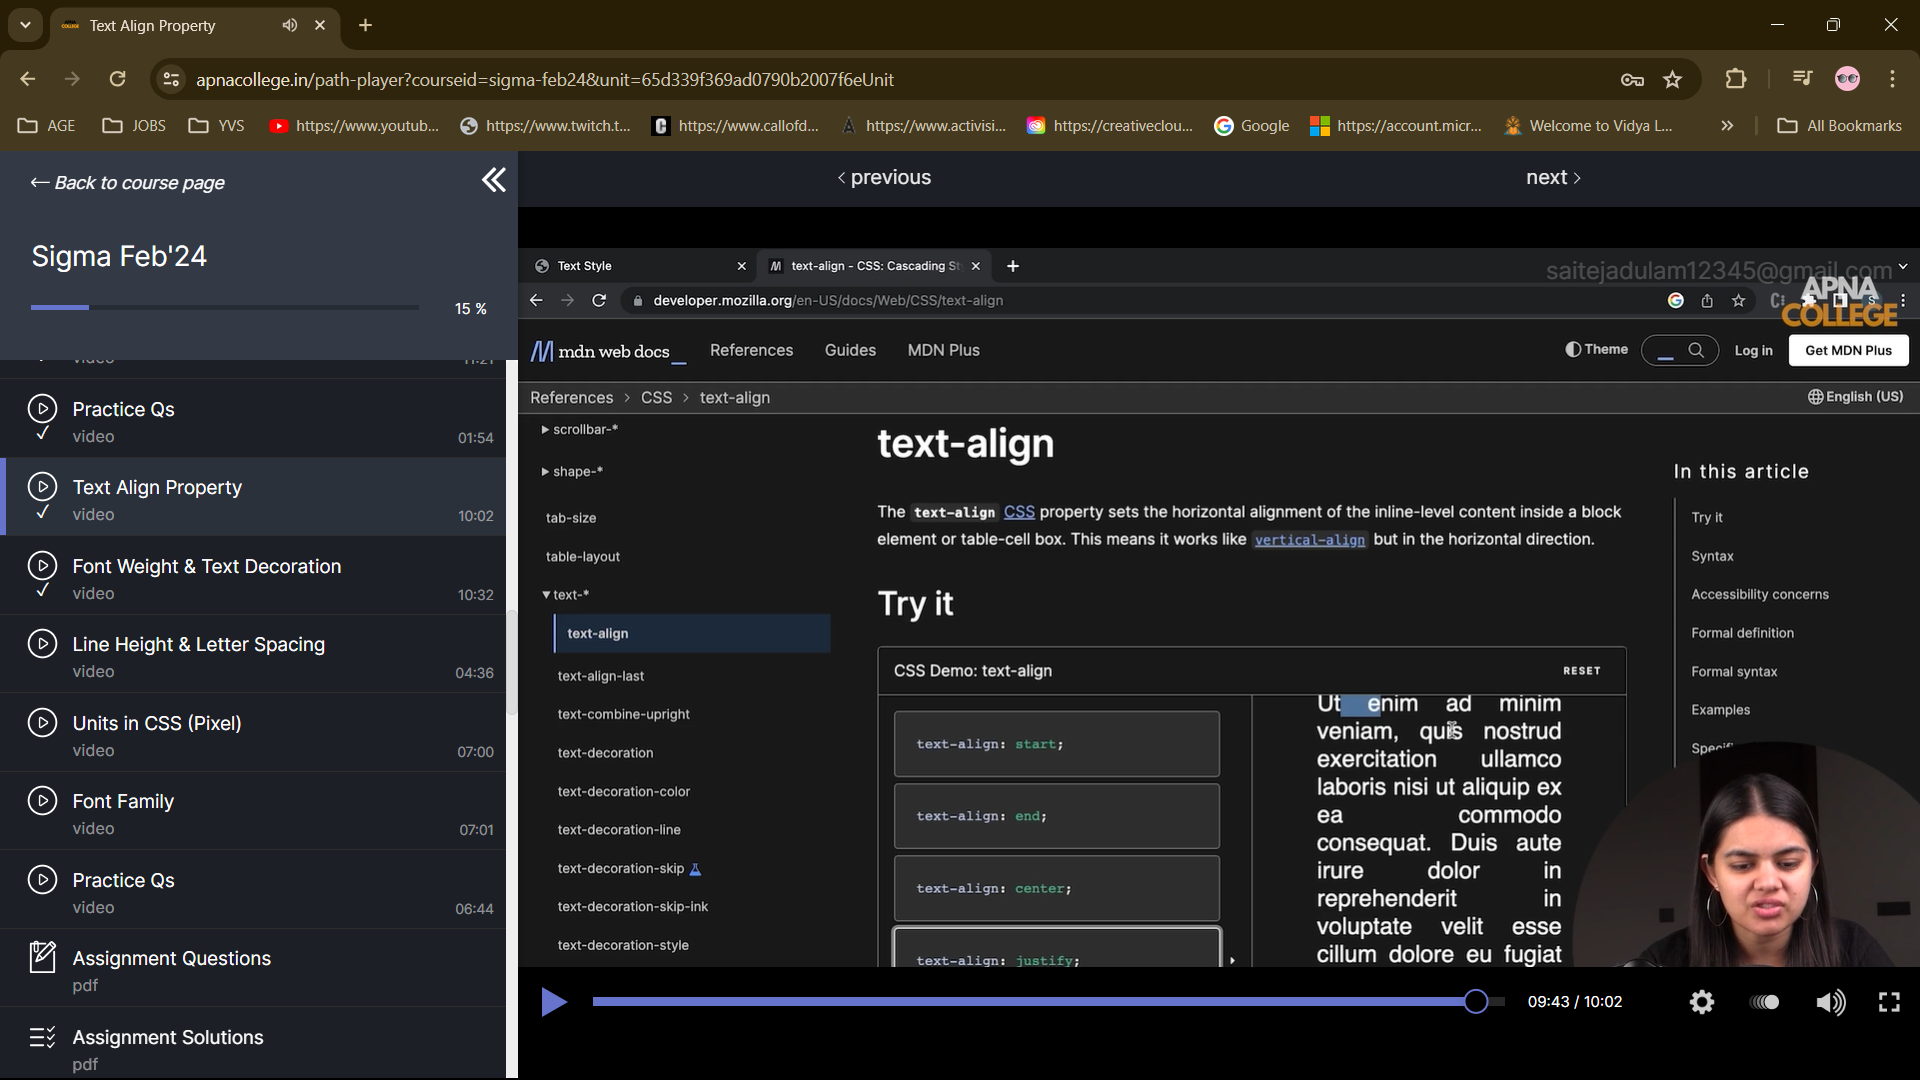 Text Align Property
apnacollege.in/path-player?courseid=sigma-feb24&unit=65d339f369ad0790b2007f6eUnit
AGE
JOBS
YVS
https://www.youtub...
https://www.twitch.t...
https://www.callofd...
https://www.activisi...
https://creativeclou...
Google
https://account.micr...
Welcome to Vidya L...
All Bookmarks
← Back to course page
Sigma Feb'24
15 %
video
11:21
Practice Qs
video
01:54
Text Align Property
video
10:02
Font Weight & Text Decoration
video
10:32
Line Height & Letter Spacing
video
04:36
Units in CSS (Pixel)
video
07:00
Font Family
video
07:01
Practice Qs
video
06:44
Assignment Questions
pdf
Assignment Solutions
pdf
‹ previous
next ›
Text Style
text-align - CSS: Cascading St
saitejadulam12345@gmail.com
developer.mozilla.org/en-US/docs/Web/CSS/text-align
APNA
COLLEGE
mdn web docs_
References
Guides
MDN Plus
Theme
Log in
Get MDN Plus
References > CSS > text-align
English (US)
scrollbar-*
shape-*
tab-size
table-layout
text-*
text-align
text-align-last
text-combine-upright
text-decoration
text-decoration-color
text-decoration-line
text-decoration-skip
text-decoration-skip-ink
text-decoration-style
text-align
The text-align CSS property sets the horizontal alignment of the inline-level content inside a block
element or table-cell box. This means it works like vertical-align but in the horizontal direction.
Try it
CSS Demo: text-align
RESET
text-align: start;
text-align: end;
text-align: center;
text-align: justify;
Ut enim ad minim
veniam, quis nostrud
exercitation ullamco
laboris nisi ut aliquip ex
ea commodo
consequat. Duis aute
irure dolor in
reprehenderit in
voluptate velit esse
cillum dolore eu fugiat
In this article
Try it
Syntax
Accessibility concerns
Formal definition
Formal syntax
Examples
09:43 / 10:02